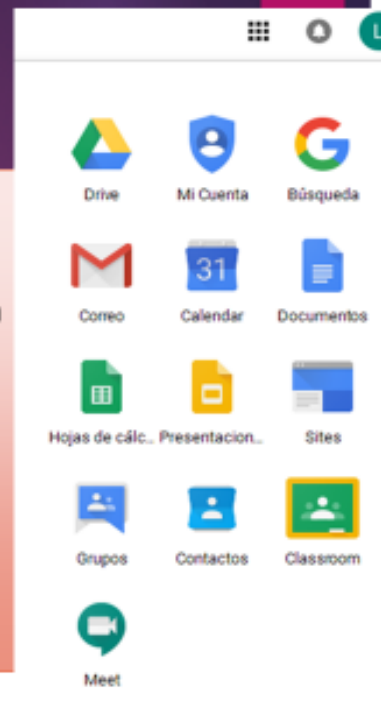 L
Drive Mi Cuenta Búsqueda
31
Correo Calendar Documentos
Hojas de cálc... Presentacion... Sites
Grupos Contactos Classroom
Meet